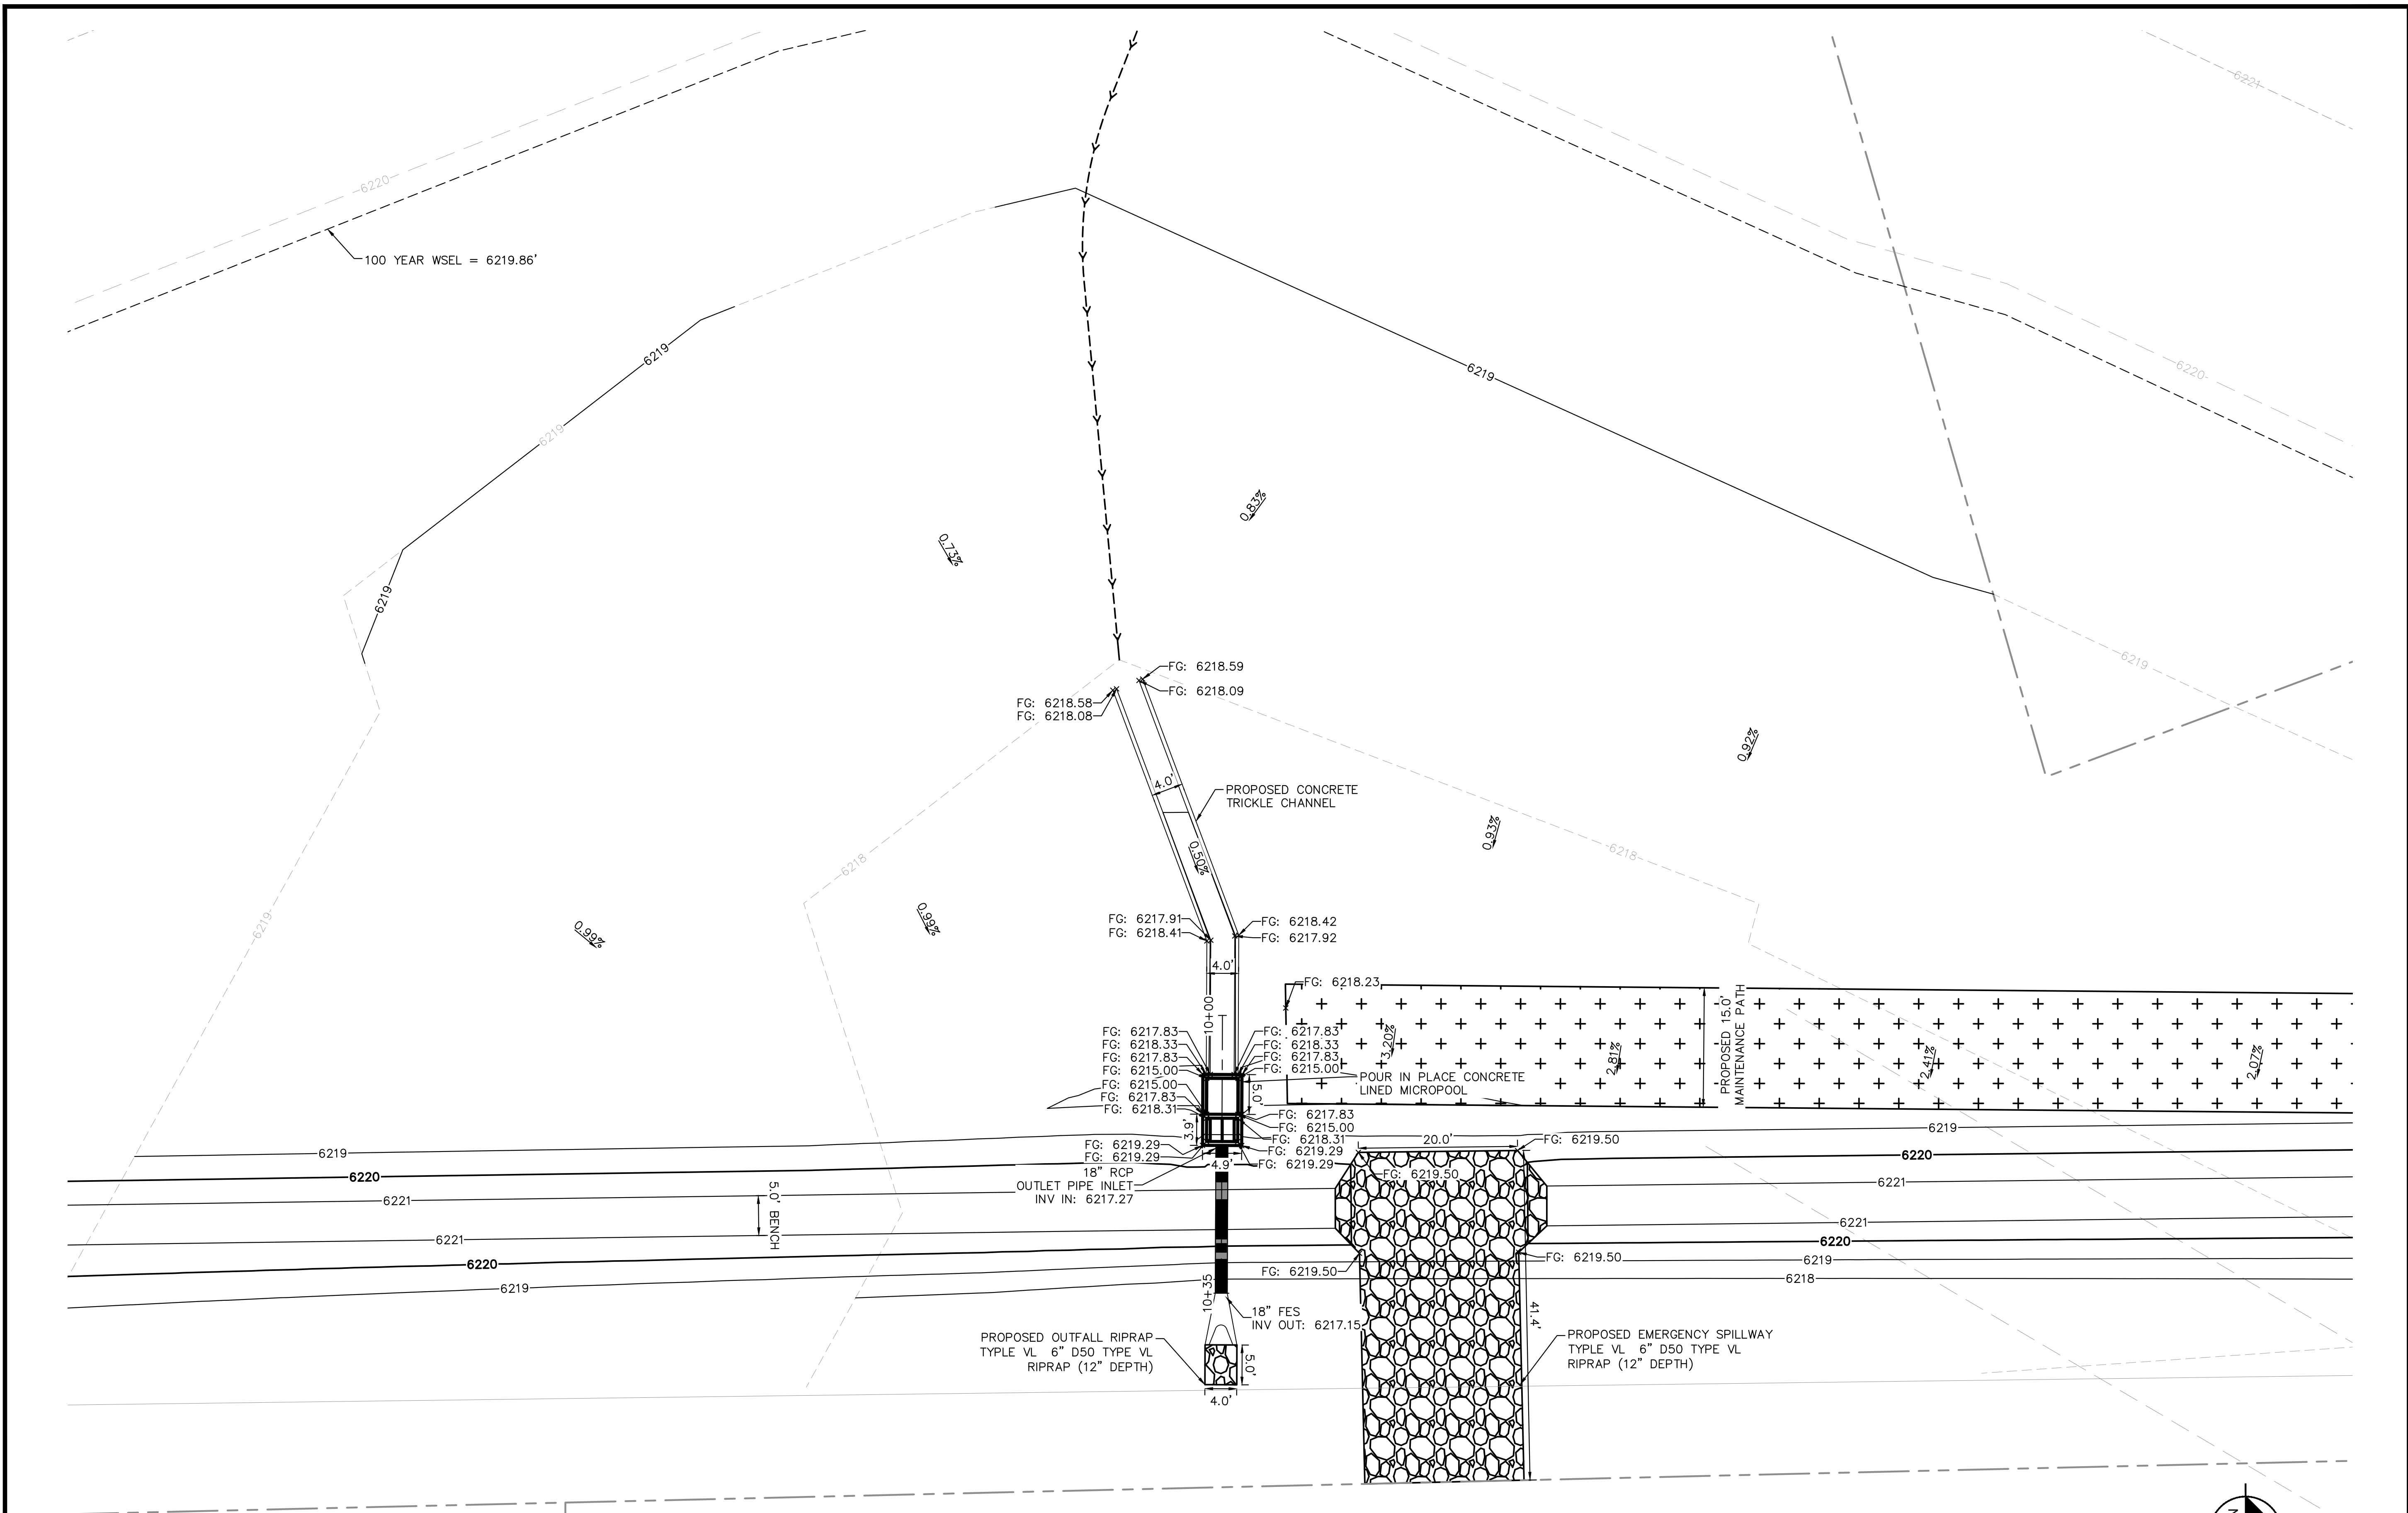 6221
6220
100 YEAR WSEL = 6219.86'
6219
6219
6220
6219
0.83%
0.73%
6219
6219
FG: 6218.59
FG: 6218.09
FG: 6218.58
FG: 6218.08
0.92%
4.0'
PROPOSED CONCRETE
TRICKLE CHANNEL
0.93%
6218
0.50%
6218
6219
0.99%
0.99%
FG: 6217.91
FG: 6218.41
FG: 6218.42
FG: 6217.92
4.0'
FG: 6218.23
10+00
PROPOSED 15.0'
MAINTENANCE PATH
FG: 6217.83
FG: 6218.33
FG: 6217.83
FG: 6215.00
FG: 6217.83
FG: 6218.33
FG: 6217.83
FG: 6215.00
3.20%
2.81%
2.41%
2.07%
POUR IN PLACE CONCRETE
LINED MICROPOOL
FG: 6215.00
FG: 6217.83
FG: 6218.31
5.0'
3.9'
FG: 6217.83
FG: 6215.00
FG: 6218.31
FG: 6219.29
FG: 6219.29
FG: 6219.29
FG: 6219.29
4.9'
20.0'
FG: 6219.50
FG: 6219.50
6219
6219
6220
6220
18" RCP
OUTLET PIPE INLET
INV IN: 6217.27
6221
6221
5.0' BENCH
6221
6221
6220
6220
FG: 6219.50
FG: 6219.50
6219
6219
6218
10+35
18" FES
INV OUT: 6217.15
41.4'
PROPOSED OUTFALL RIPRAP
TYPLE VL 6" D50 TYPE VL
RIPRAP (12" DEPTH)
5.0'
4.0'
PROPOSED EMERGENCY SPILLWAY
TYPLE VL 6" D50 TYPE VL
RIPRAP (12" DEPTH)
N